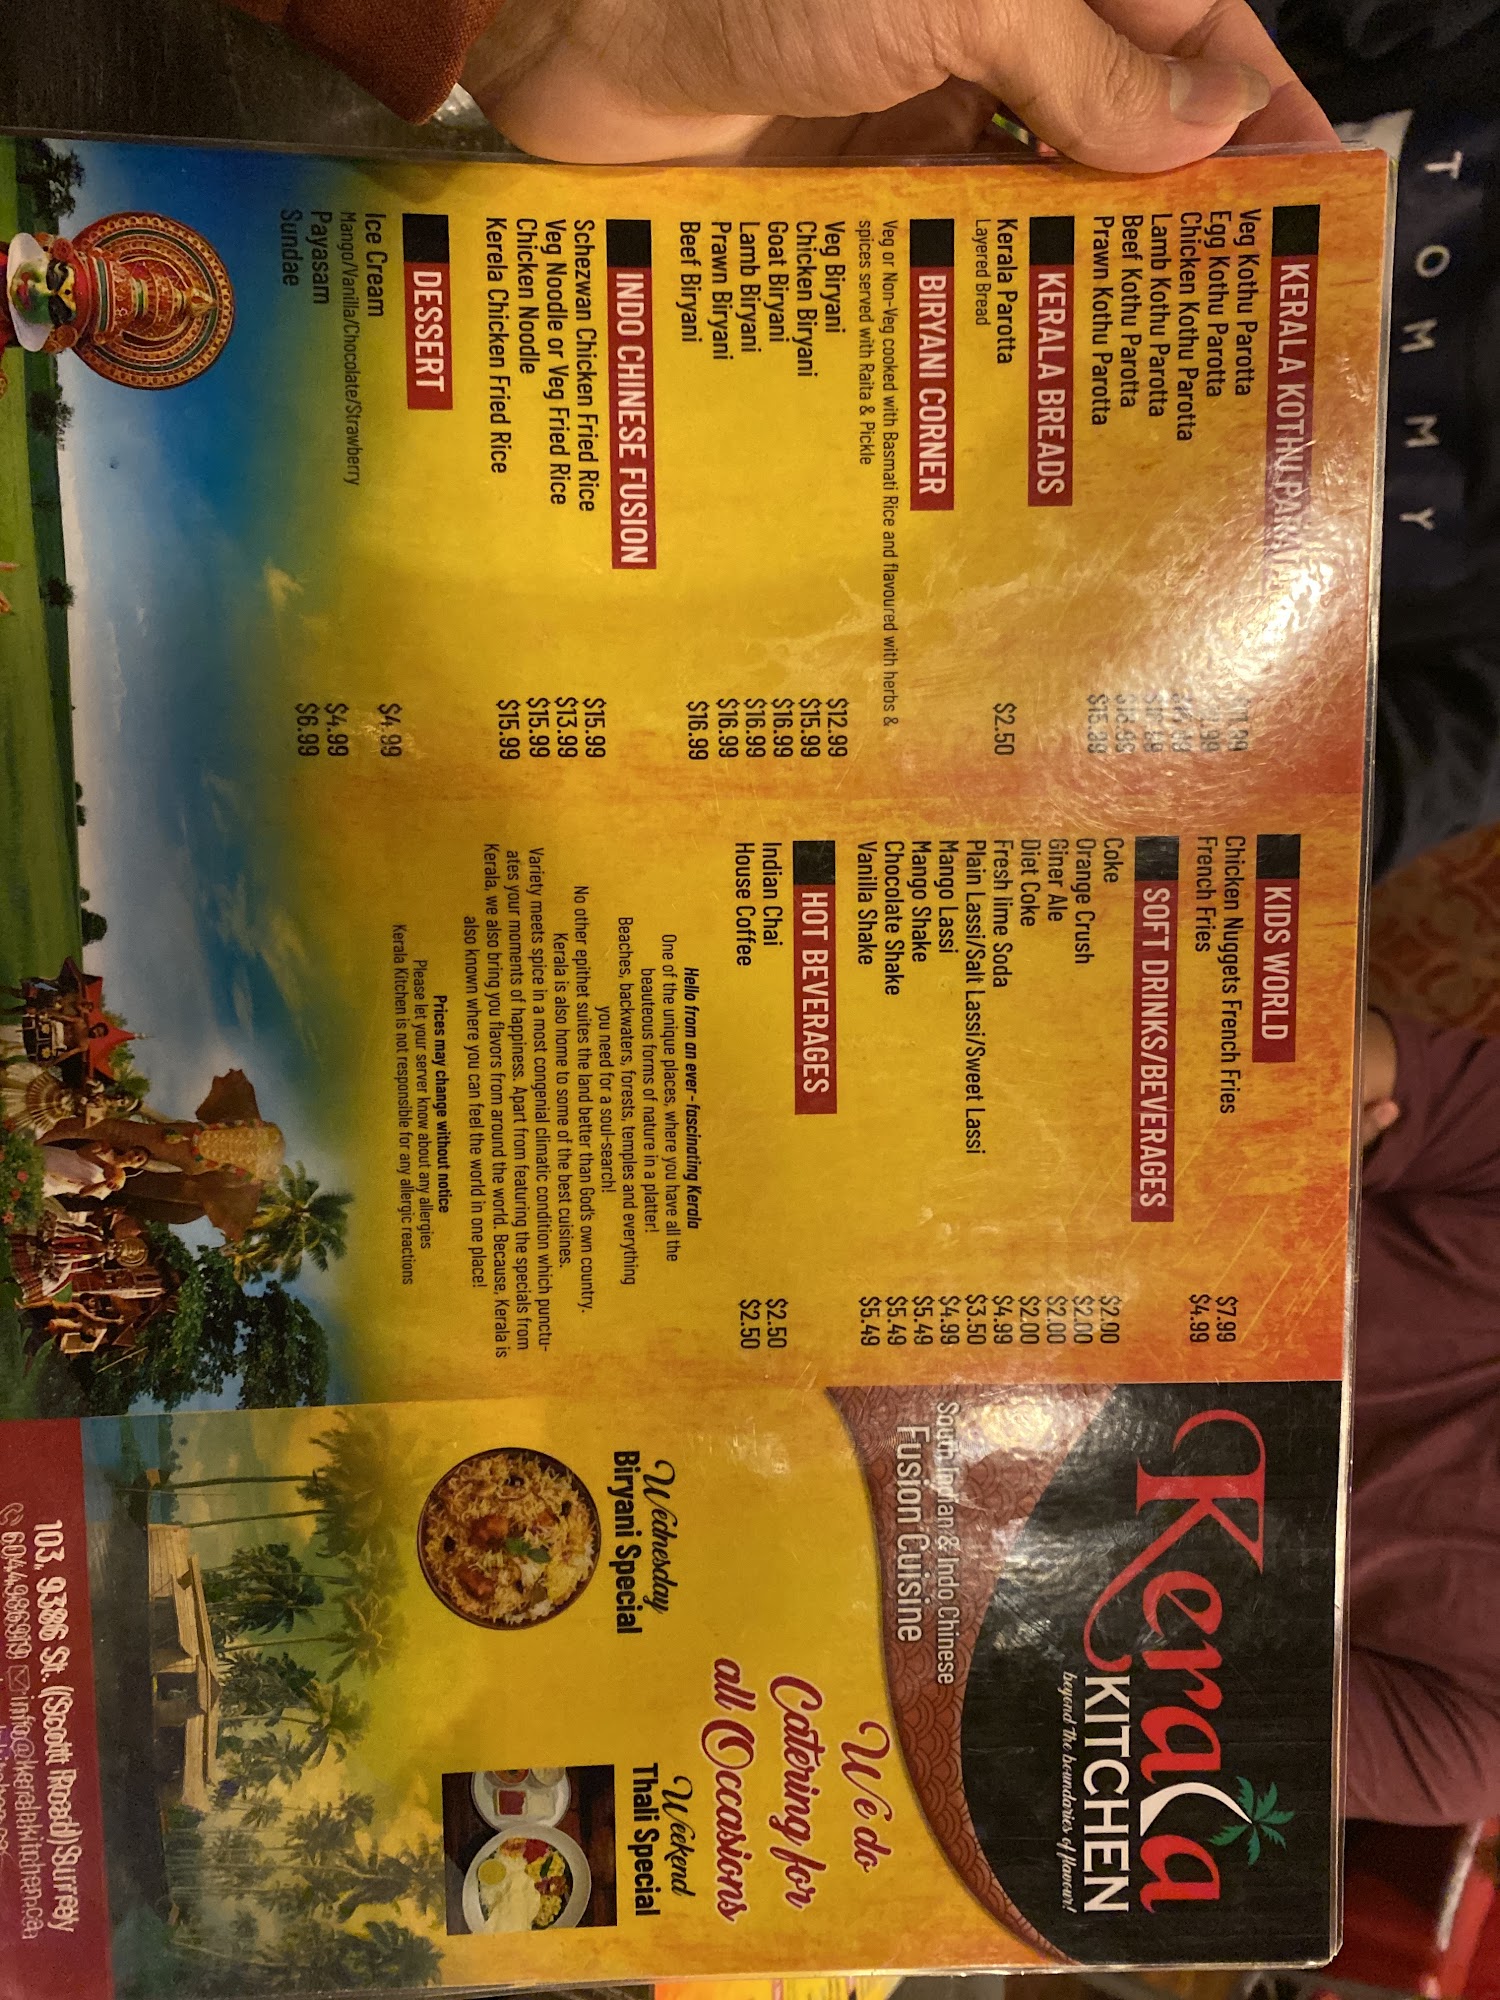 KERALA KOTHU
Veg Kothu Parotta
Egg Kothu Parotta
Chicken Kothu Parotta
Lamb Kothu Parotta
Beef Kothu Parotta
Prawn Kothu Parotta $15.99
KERALA BREADS
Kerala Parotta $2.50
Layered Bread
BIRYANI CORNER
Veg or Non-Veg cooked with Basmati Rice and flavoured with herbs &
spices served with Raita & Pickle
Veg Biryani $12.99
Chicken Biryani $15.99
Goat Biryani $16.99
Lamb Biryani $16.99
Prawn Biryani $16.99
Beef Biryani $16.99
INDO CHINESE FUSION
Schezwan Chicken Fried Rice $15.99
Veg Noodle or Veg Fried Rice $13.99
Chicken Noodle $15.99
Kerela Chicken Fried Rice $15.99
DESSERT
Ice Cream $4.99
Mango/Vanilla/Chocolate/Strawberry
Payasam $4.99
Sundae $6.99
KIDS WORLD
Chicken Nuggets French Fries $7.99
French Fries $4.99
SOFT DRINKS/BEVERAGES
Coke $2.00
Orange Crush $2.00
Giner Ale $2.00
Diet Coke $2.00
Fresh lime Soda $4.99
Plain Lassi/Salt Lassi/Sweet Lassi $3.50
Mango Lassi $4.99
Mango Shake $5.49
Chocolate Shake $5.49
Vanilla Shake $5.49
HOT BEVERAGES
Indian Chai $2.50
House Coffee $2.50
Hello from an ever-fascinating Kerala
One of the unique places, where you have all the
beauteous forms of nature in a platter!
Beaches, backwaters, forests, temples and everything
you need for a soul-search!
No other epithet suites the land better than God's own country.
Kerala is also home to some of the best cuisines.
Variety meets spice in a most congenial climatic condition which punctu-
ates your moments of happiness. Apart from featuring the specials from
Kerala, we also bring you flavors from around the world. Because, Kerala is
also known where you can feel the world in one place!
Prices may change without notice
Please let your server know about any allergies
Kerala Kitchen is not responsible for any allergic reactions
Kerala
KITCHEN
beyond the boundaries of flavour!
South Indian & Indo Chinese
Fusion Cuisine
We do
Catering for
all Occasions
Wednesday
Biryani Special
Weekend
Thali Special
103, 9386 St. (Scott Road) Surrey
6044986919 info@keralakitchen.ca
TOMMY